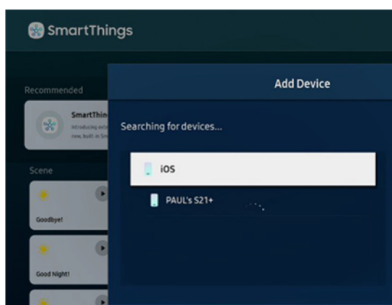 SmartThings
Add Device
Recommended
SmartThin
Searching for devices...
iOS
PAUL's S21+
Scene
Goodbye!
Good Night!